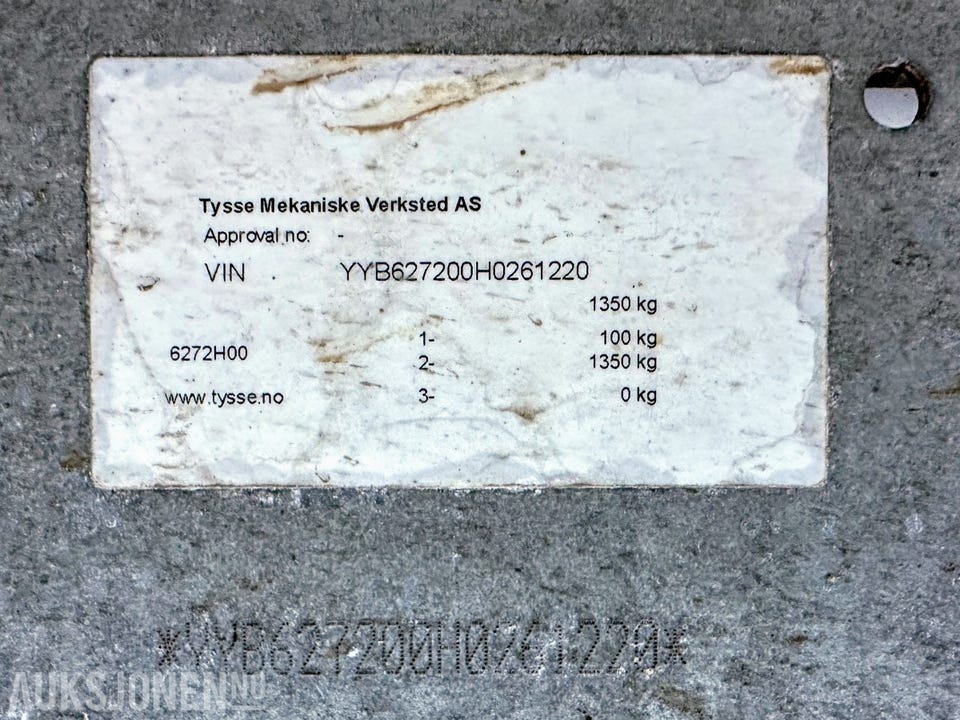 Tysse Mekaniske Verksted AS
Approval no: -
VIN YYB627200H0261220
1350 kg
1- 100 kg
6272H00
2- 1350 kg
www.tysse.no 3- 0 kg
*YYB627200H0261220*
AUKSJONEN.NO